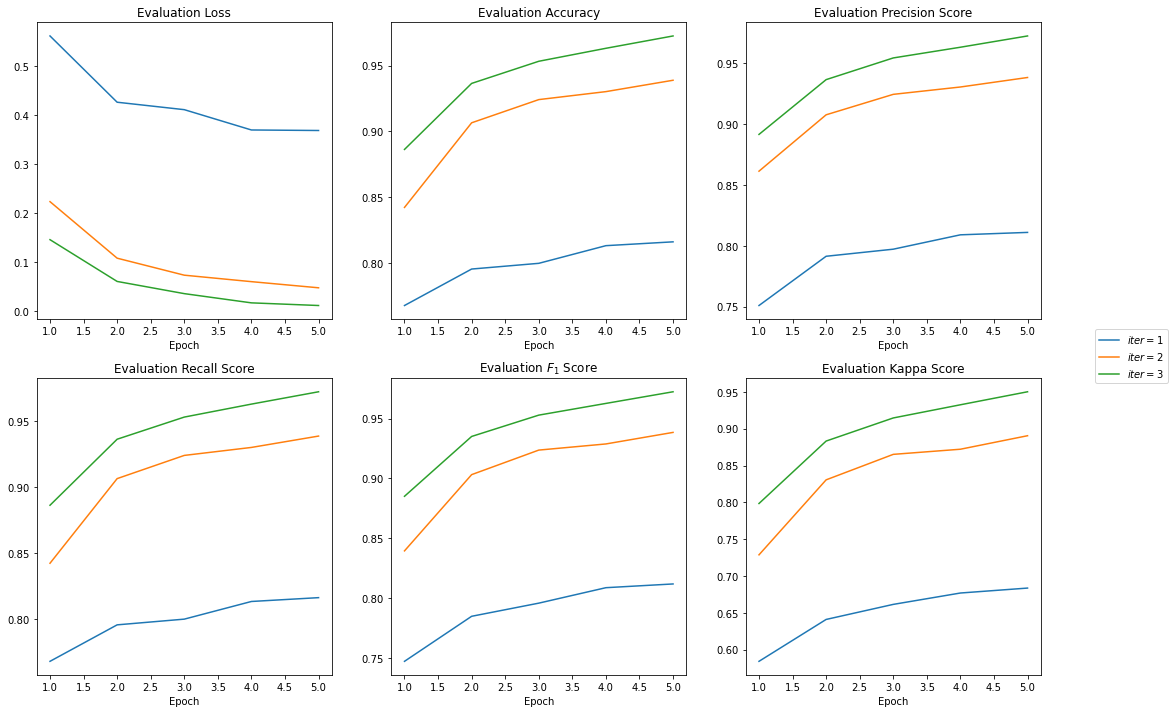 Evaluation Loss
0.5
0.4
0.3
0.2
0.1
0.0
1.0 1.5 2.0 2.5 3.0 3.5 4.0 4.5 5.0
Epoch
Evaluation Accuracy
0.95
0.90
0.85
0.80
1.0 1.5 2.0 2.5 3.0 3.5 4.0 4.5 5.0
Epoch
Evaluation Precision Score
0.95
0.90
0.85
0.80
0.75
1.0 1.5 2.0 2.5 3.0 3.5 4.0 4.5 5.0
Epoch
iter = 1
iter = 2
iter = 3
Evaluation Recall Score
0.95
0.90
0.85
0.80
1.0 1.5 2.0 2.5 3.0 3.5 4.0 4.5 5.0
Epoch
Evaluation F₁ Score
0.95
0.90
0.85
0.80
0.75
1.0 1.5 2.0 2.5 3.0 3.5 4.0 4.5 5.0
Epoch
Evaluation Kappa Score
0.95
0.90
0.85
0.80
0.75
0.70
0.65
0.60
1.0 1.5 2.0 2.5 3.0 3.5 4.0 4.5 5.0
Epoch